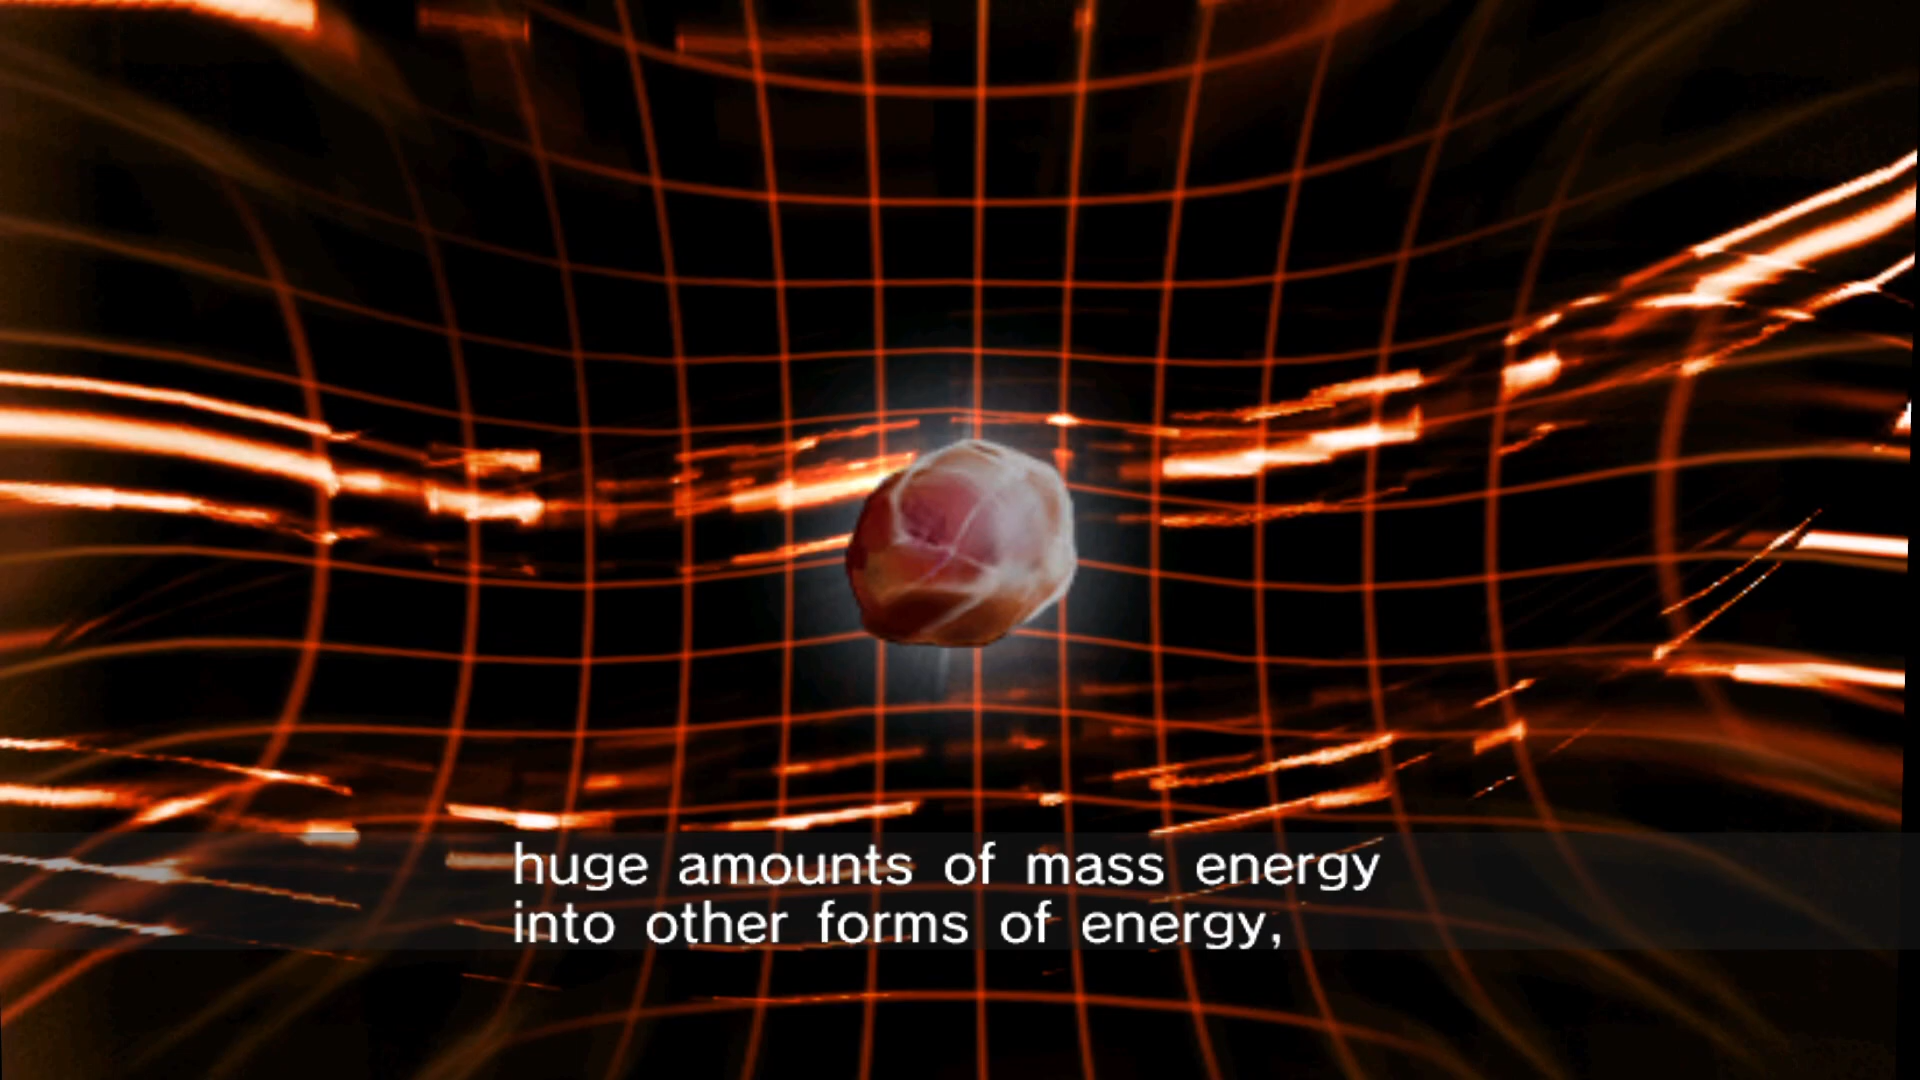 huge amounts of mass energy
into other forms of energy,